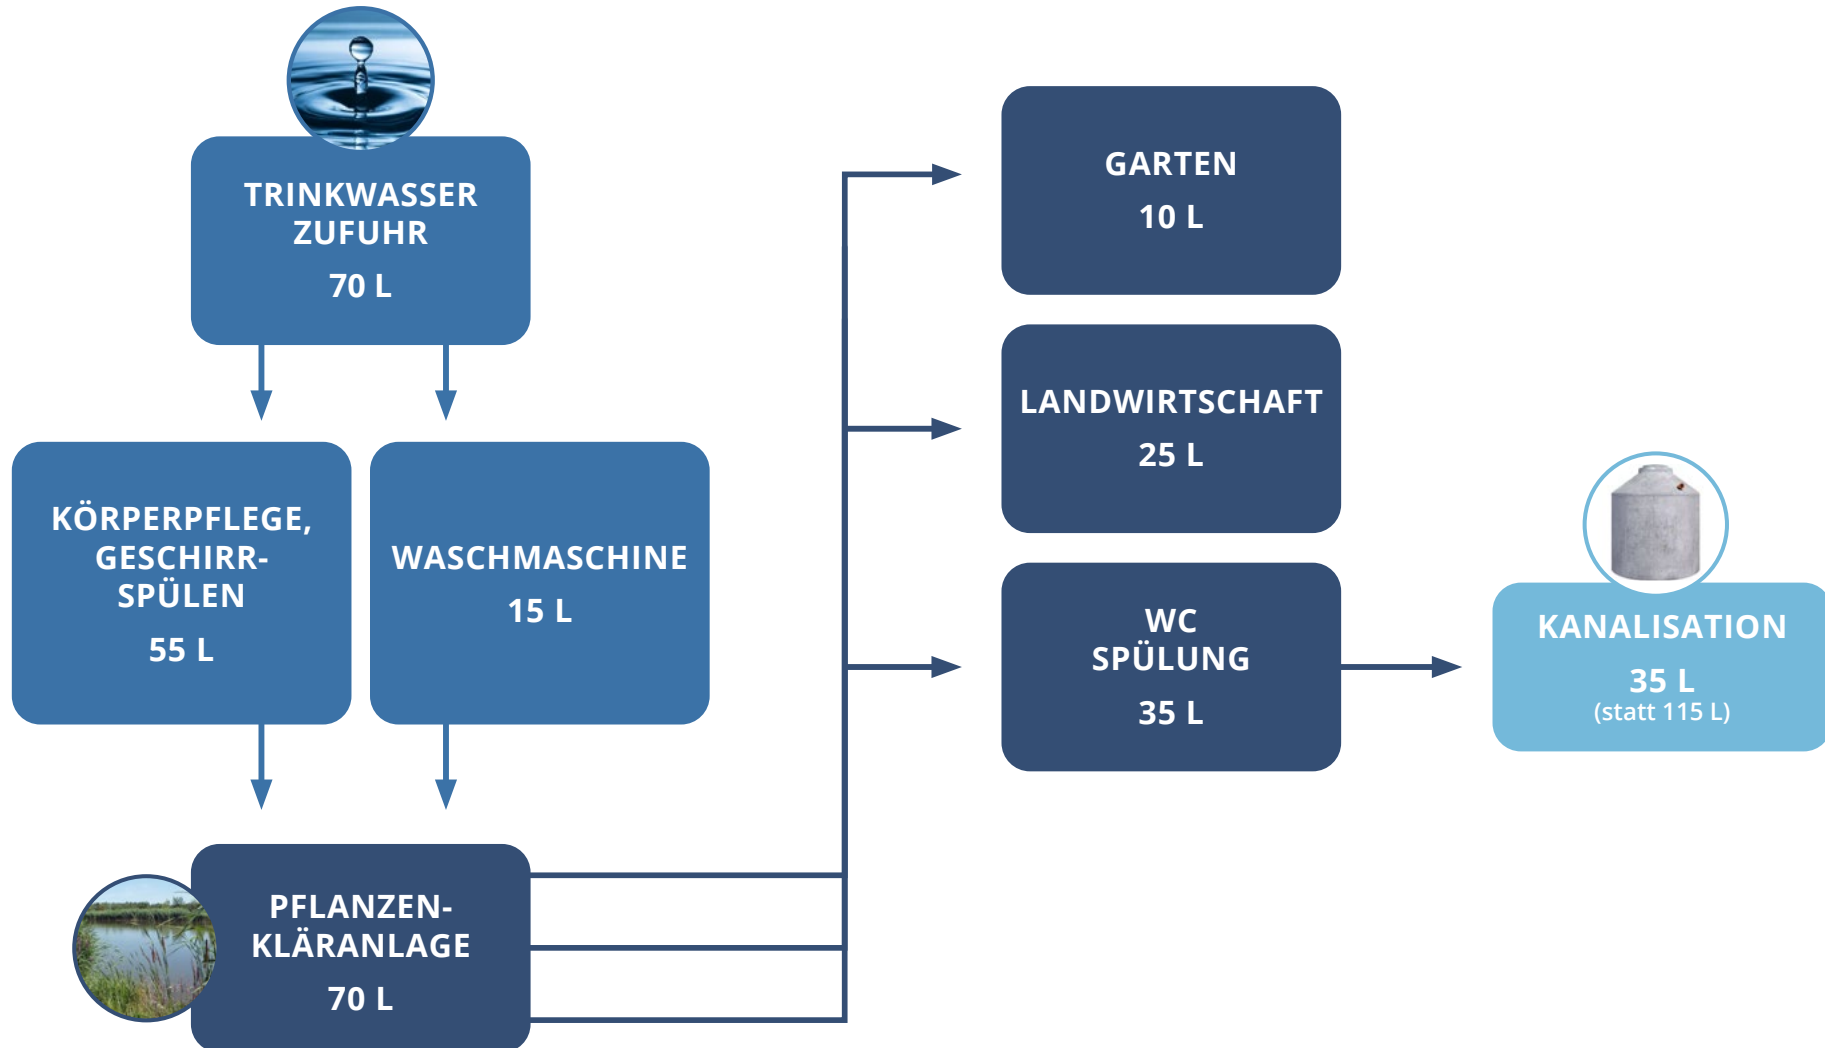 TRINKWASSER
ZUFUHR
70 L
KÖRPERPFLEGE,
GESCHIRR-
SPÜLEN
55 L
WASCHMASCHINE
15 L
PFLANZEN-
KLÄRANLAGE
70 L
GARTEN
10 L
LANDWIRTSCHAFT
25 L
WC
SPÜLUNG
35 L
KANALISATION
35 L
(statt 115 L)